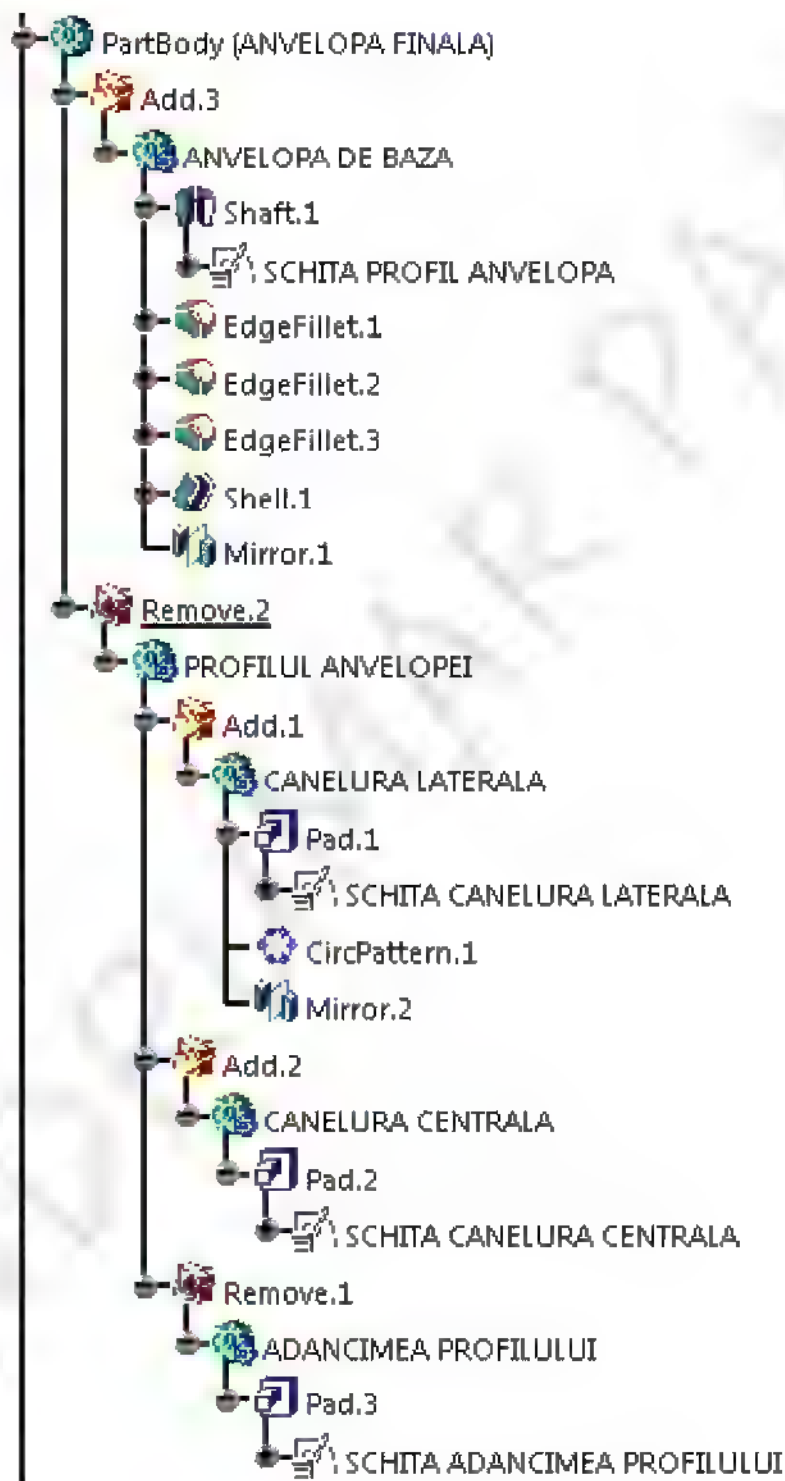 PartBody (ANVELOPA FINALA)
Add.3
ANVELOPA DE BAZA
Shaft.1
SCHITA PROFIL ANVELOPA
EdgeFillet.1
EdgeFillet.2
EdgeFillet.3
Shell.1
Mirror.1
Remove.2
PROFILUL ANVELOPEI
Add.1
CANELURA LATERALA
Pad.1
SCHITA CANELURA LATERALA
CircPattern.1
Mirror.2
Add.2
CANELURA CENTRALA
Pad.2
SCHITA CANELURA CENTRALA
Remove.1
ADANCIMEA PROFILULUI
Pad.3
SCHITA ADANCIMEA PROFILULUI